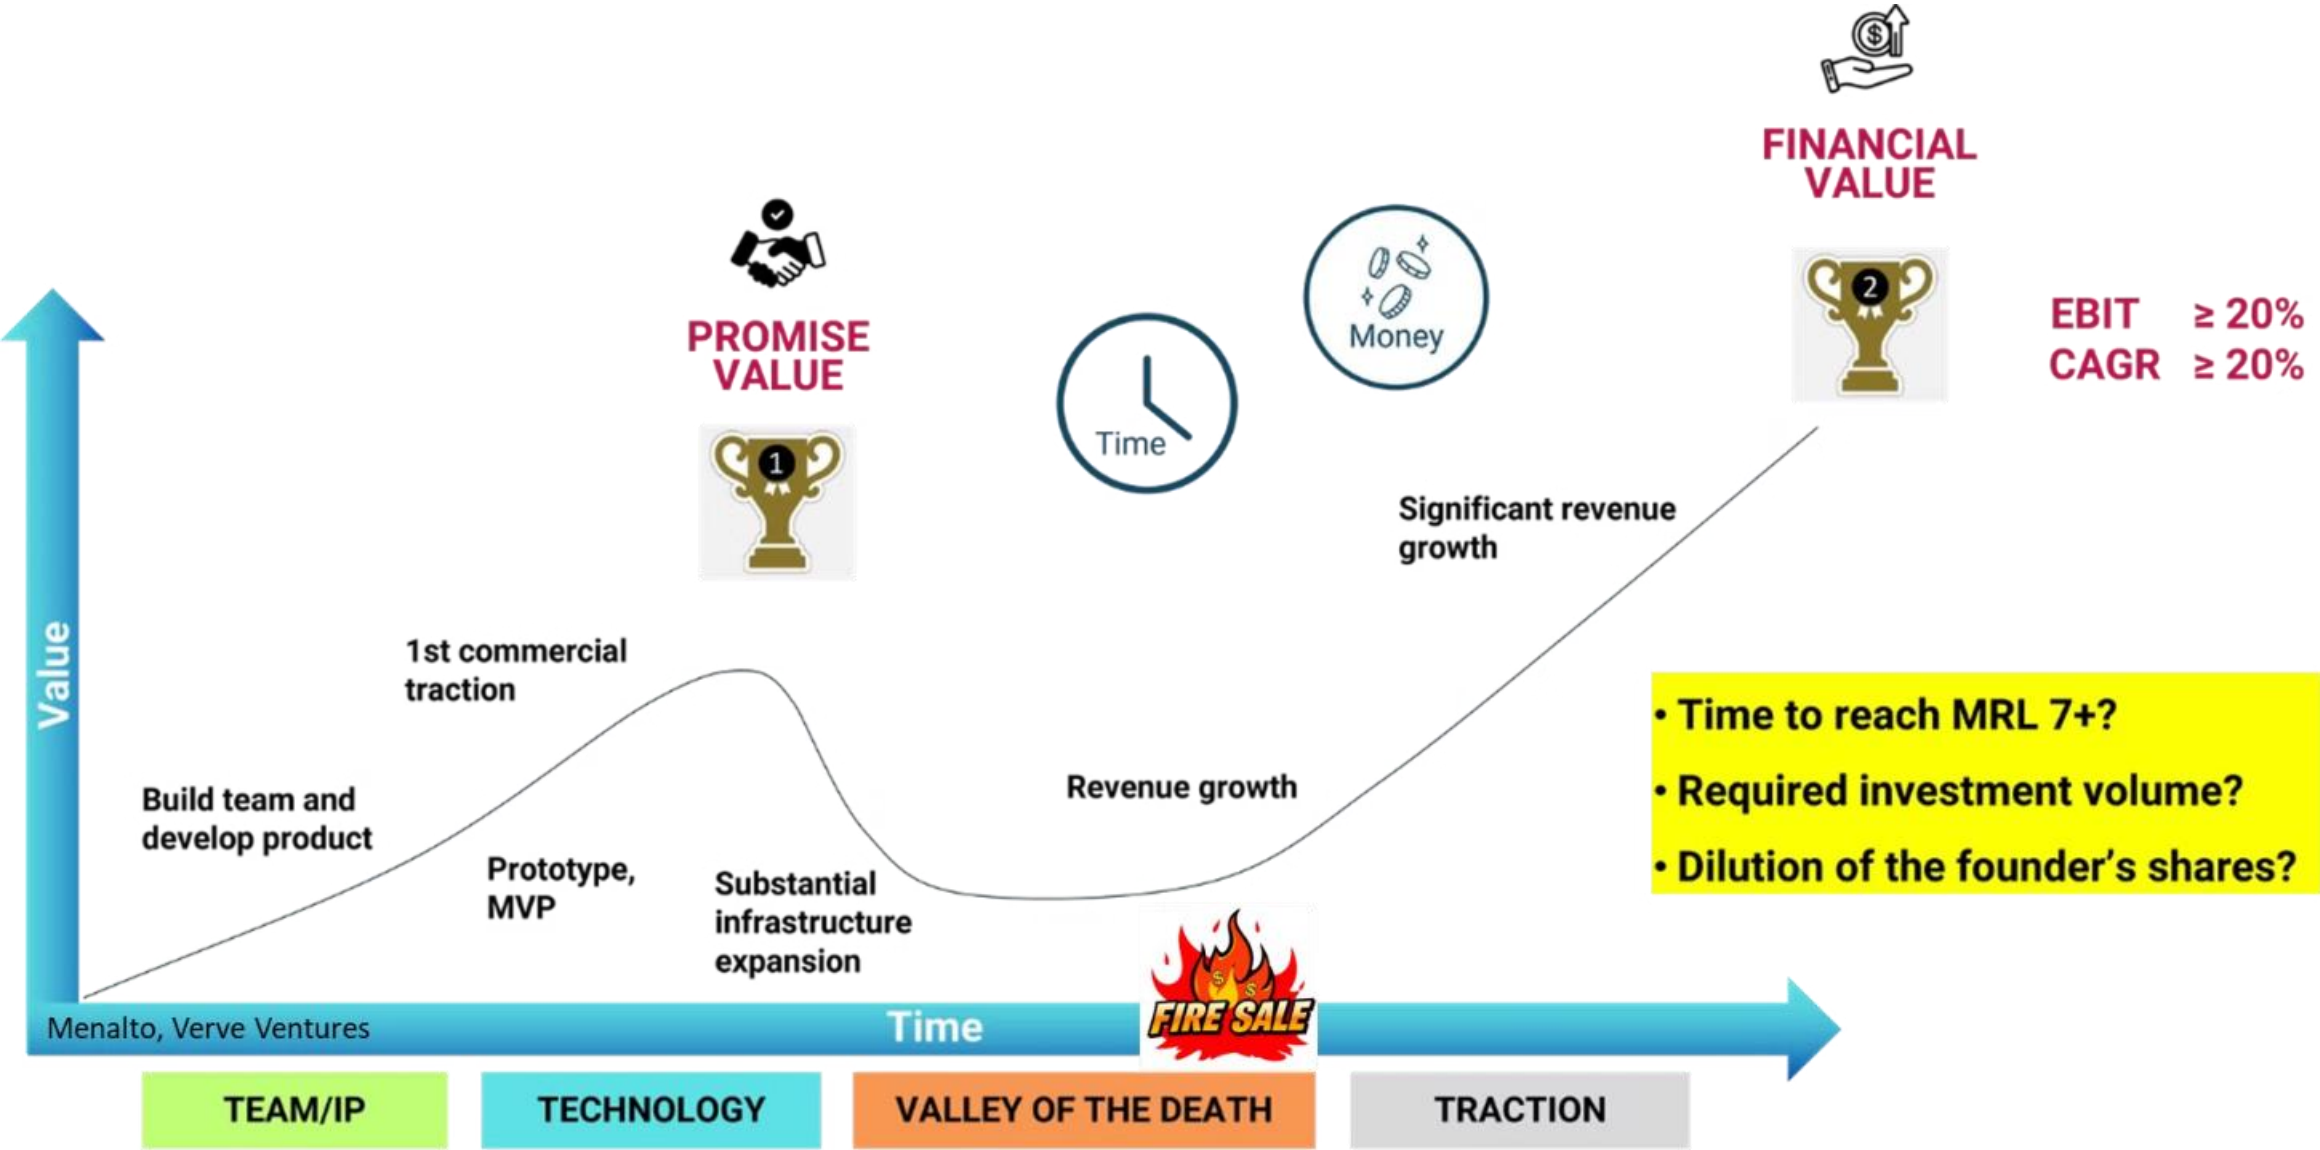 FINANCIAL
VALUE
PROMISE
VALUE
1
Time
Money
2
EBIT ≥ 20%
CAGR ≥ 20%
Significant revenue
growth
1st commercial
traction
Build team and
develop product
Prototype,
MVP
Substantial
infrastructure
expansion
Revenue growth
• Time to reach MRL 7+?
• Required investment volume?
• Dilution of the founder’s shares?
Value
Menalto, Verve Ventures
Time
FIRE SALE
TEAM/IP
TECHNOLOGY
VALLEY OF THE DEATH
TRACTION